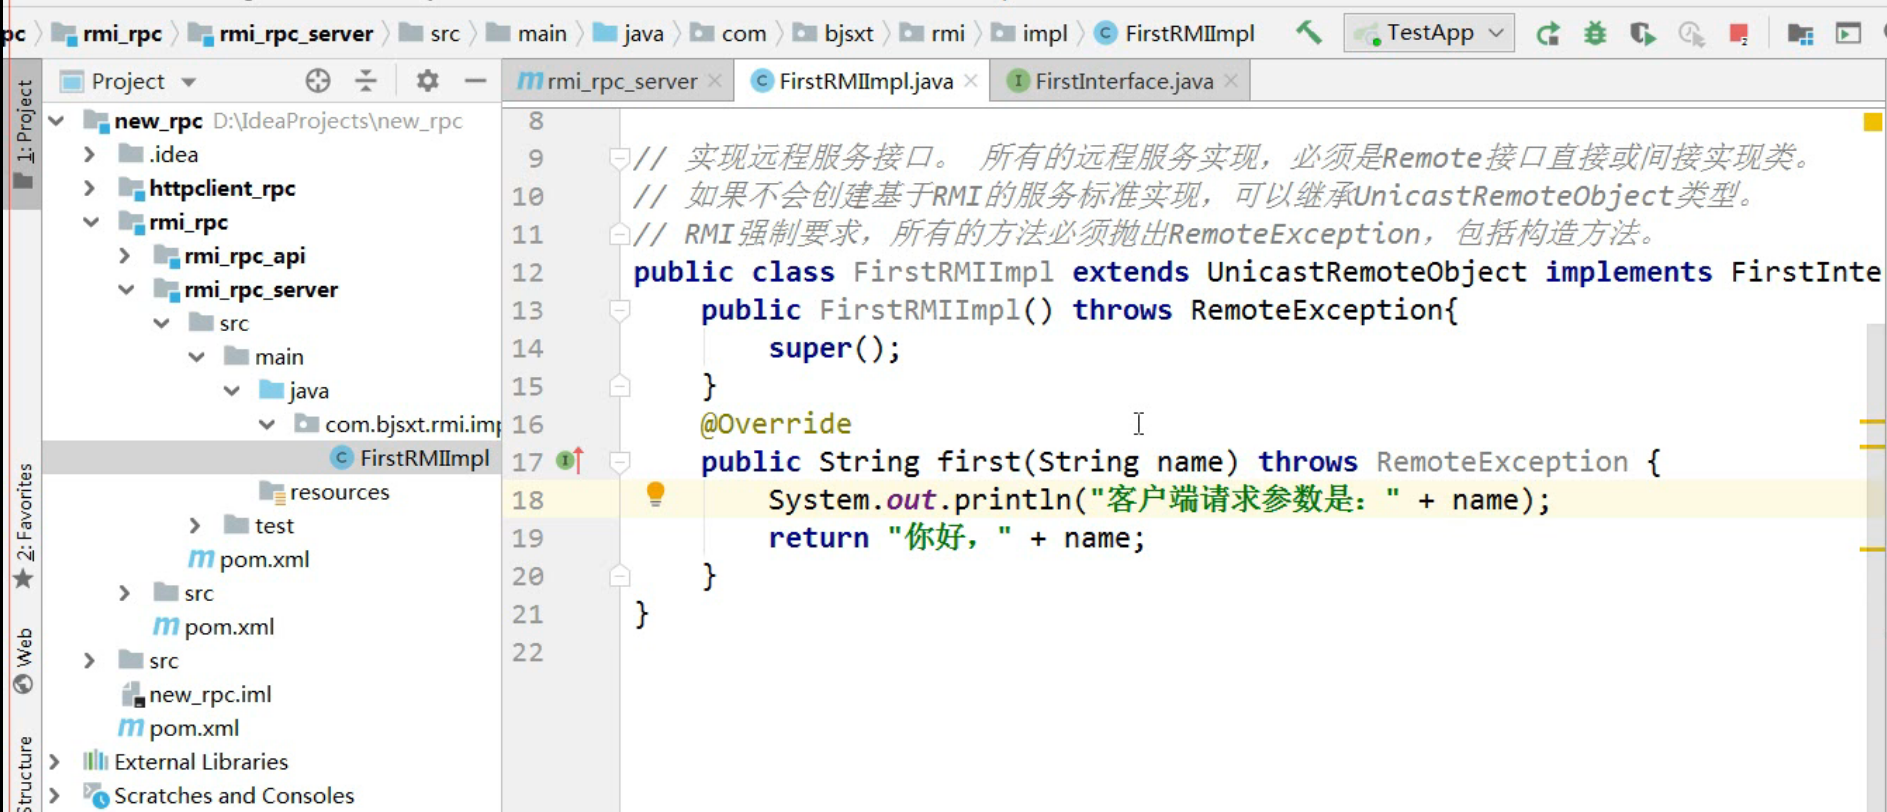 pc rmi_rpc rmi_rpc_server src main java com bjsxt rmi impl FirstRMIImpl TestApp
1: Project
2: Favorites
Web
Structure
Project
new_rpc D:\IdeaProjects\new_rpc
.idea
httpclient_rpc
rmi_rpc
rmi_rpc_api
rmi_rpc_server
src
main
java
com.bjsxt.rmi.imp
FirstRMIImpl
resources
test
pom.xml
src
pom.xml
src
new_rpc.iml
pom.xml
External Libraries
Scratches and Consoles
rmi_rpc_server FirstRMIImpl.java FirstInterface.java
8
9 // 实现远程服务接口。 所有的远程服务实现，必须是Remote接口直接或间接实现类。
10 // 如果不会创建基于RMI的服务标准实现，可以继承UnicastRemoteObject类型。
11 // RMI强制要求，所有的方法必须抛出RemoteException，包括构造方法。
12 public class FirstRMIImpl extends UnicastRemoteObject implements FirstInte
13 public FirstRMIImpl() throws RemoteException{
14 super();
15 }
16 @Override
17 public String first(String name) throws RemoteException {
18 System.out.println("客户端请求参数是：" + name);
19 return "你好，" + name;
20 }
21 }
22